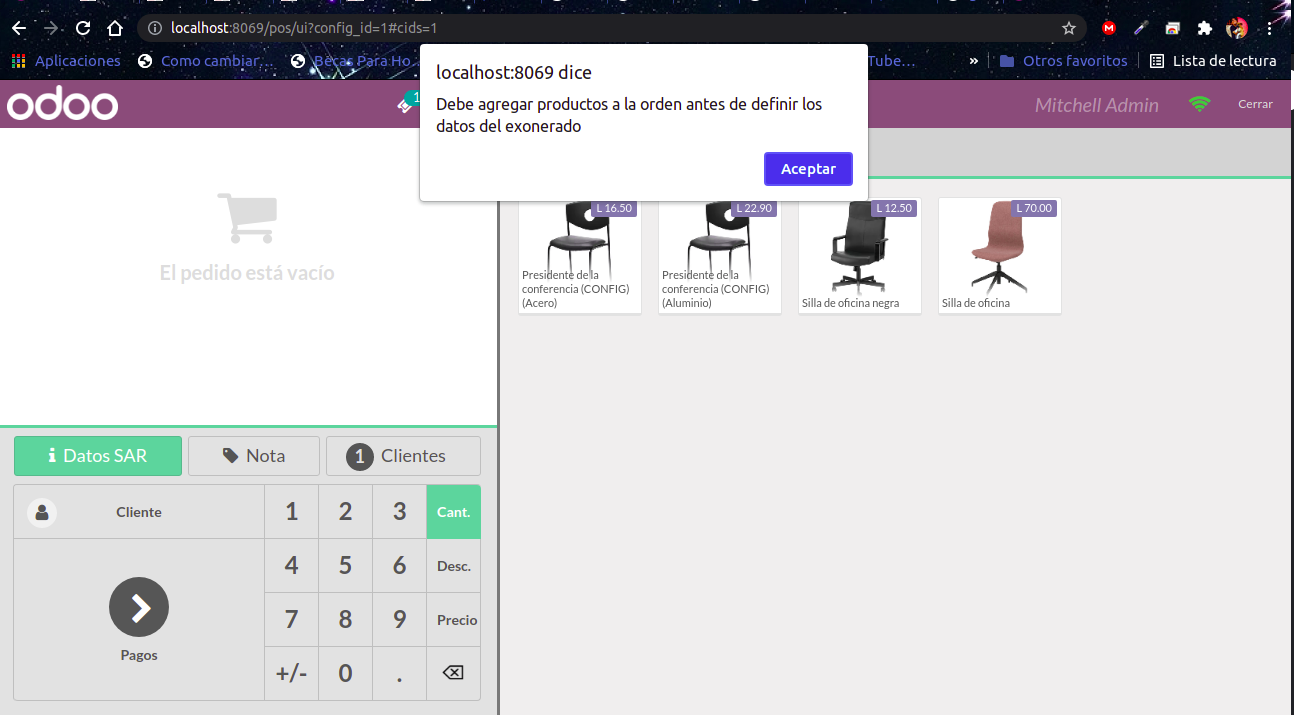 localhost:8069/pos/ui?config_id=1#cids=1
Aplicaciones
Como cambiar...
Becas Para Ho...
Tube...
»
Otros favoritos
Lista de lectura
localhost:8069 dice
Debe agregar productos a la orden antes de definir los
datos del exonerado
Aceptar
odoo
1
Mitchell Admin
Cerrar
El pedido está vacío
L 16.50
Presidente de la
conferencia (CONFIG)
(Acero)
L 22.90
Presidente de la
conferencia (CONFIG)
(Aluminio)
L 12.50
Silla de oficina negra
L 70.00
Silla de oficina
Datos SAR
Nota
1 Clientes
Cliente
1 2 3 Cant.
4 5 6 Desc.
7 8 9 Precio
+/- 0 .
Pagos